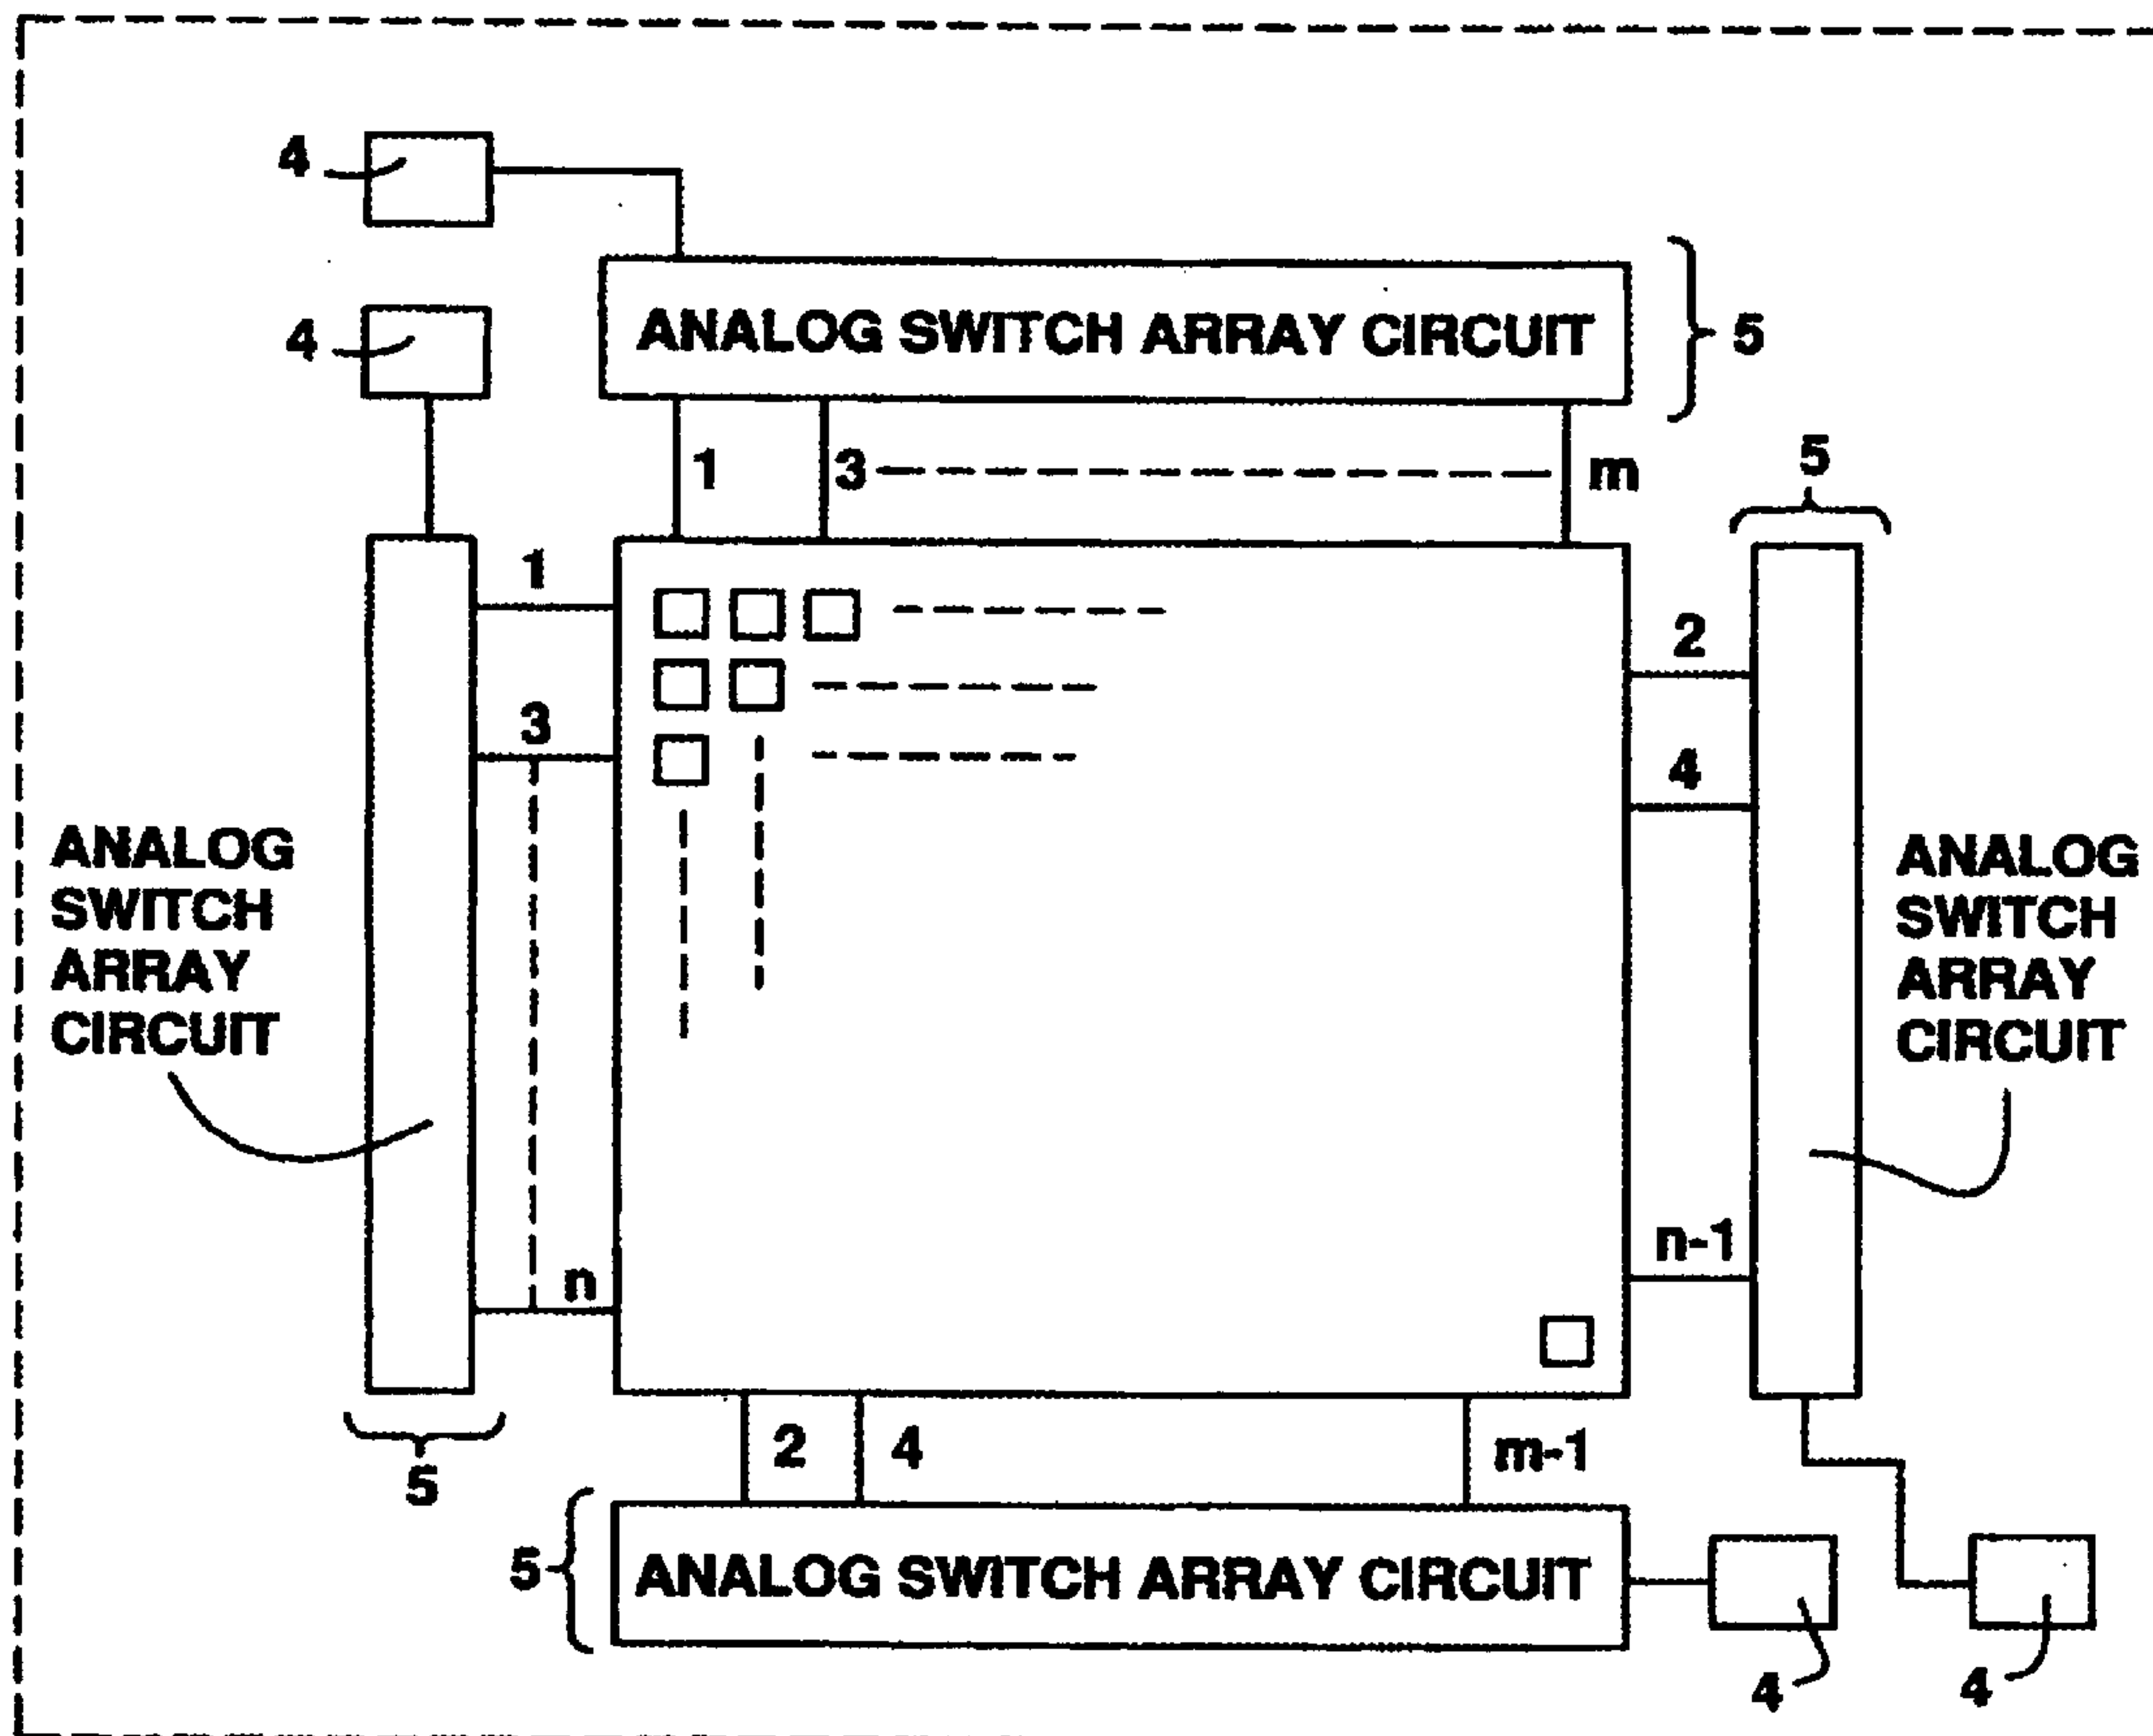 4
4
ANALOG SWITCH ARRAY CIRCUIT
5
1
3
m
5
1
2
3
4
ANALOG
SWITCH
ARRAY
CIRCUIT
ANALOG
SWITCH
ARRAY
CIRCUIT
n-1
n
2
4
m-1
5
5
ANALOG SWITCH ARRAY CIRCUIT
4
4